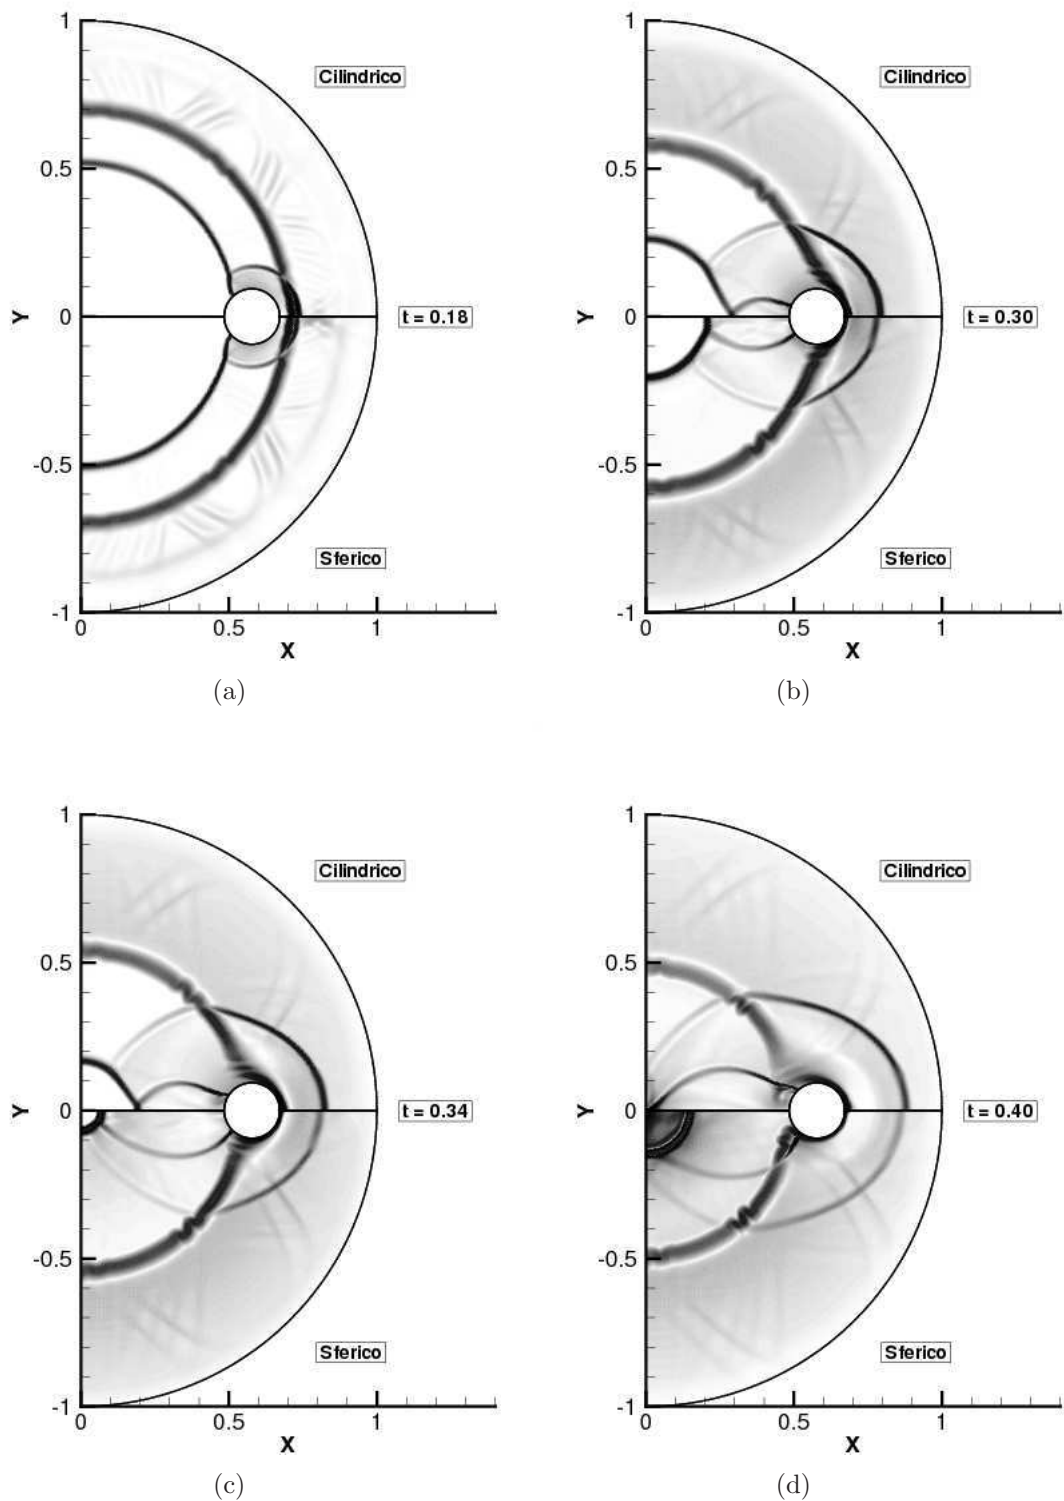 1
Cilindrico
0.5
Y
0
t = 0.18
-0.5
Sferico
-1
0 0.5 1
X
(a)
1
Cilindrico
0.5
Y
0
t = 0.30
-0.5
Sferico
-1
0 0.5 1
X
(b)
1
Cilindrico
0.5
Y
0
t = 0.34
-0.5
Sferico
-1
0 0.5 1
X
(c)
1
Cilindrico
0.5
Y
0
t = 0.40
-0.5
Sferico
-1
0 0.5 1
X
(d)